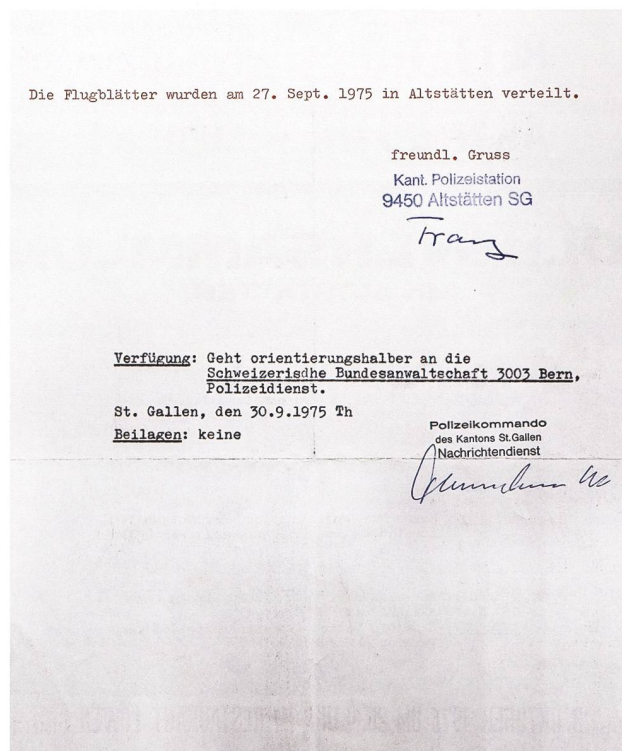 Die Flugblätter wurden am 27. Sept. 1975 in Altstätten verteilt.
freundl. Gruss
Kant. Polizeistation
9450 Altstätten SG
Franz
Verfügung: Geht orientierungshalber an die
Schweizerisdhe Bundesanwaltschaft 3003 Bern,
Polizeidienst.
St. Gallen, den 30.9.1975 Th
Beilagen: keine
Polizeikommando
des Kantons St.Gallen
Nachrichtendienst